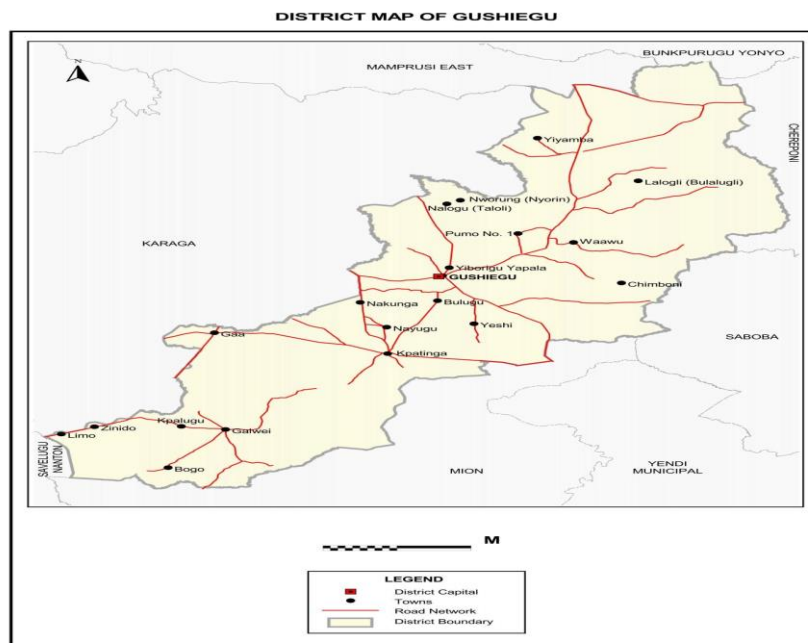 DISTRICT MAP OF GUSHIEGU
BUNKPURUGU YONYO
MAMPRUSI EAST
CHEREPONI
Yiyamba
Lalogli (Bulalugli)
Nworung (Nyorin)
Nalogu (Taloli)
Pumo No. 1
KARAGA
Waawu
Yiborigu Yapala
GUSHIEGU
Chimboni
Nakunga
Bulugu
Nayugu
Yeshi
Gaa
SABOBA
Kpatinga
Kpalugu
Zinido
Galwei
Limo
SAVELUGU
NANTON
Bogo
MION
YENDI
MUNICIPAL
M
LEGEND
District Capital
Towns
Road Network
District Boundary